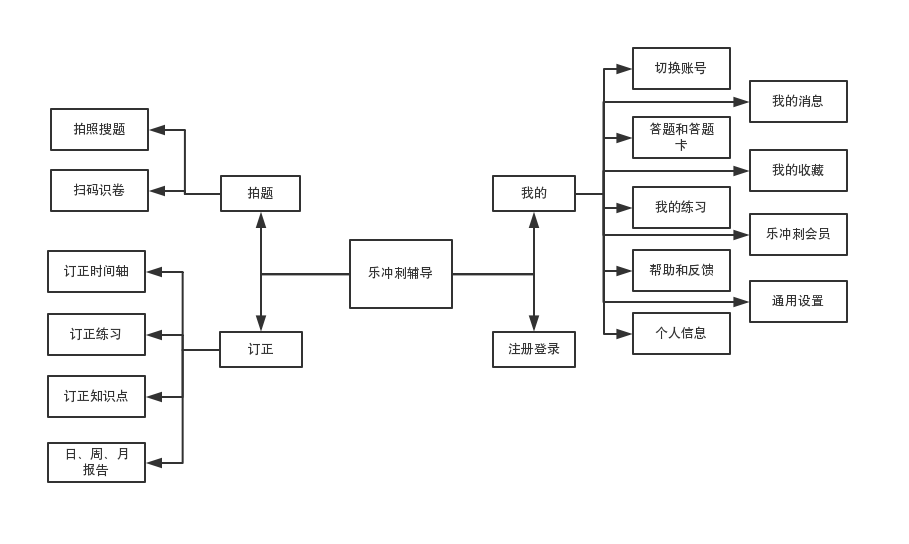 拍照搜题
扫码识卷
拍题
订正时间轴
订正练习
订正知识点
日、周、月
报告
订正
乐冲刺辅导
我的
注册登录
切换账号
我的消息
答题和答题
卡
我的收藏
我的练习
乐冲刺会员
帮助和反馈
通用设置
个人信息